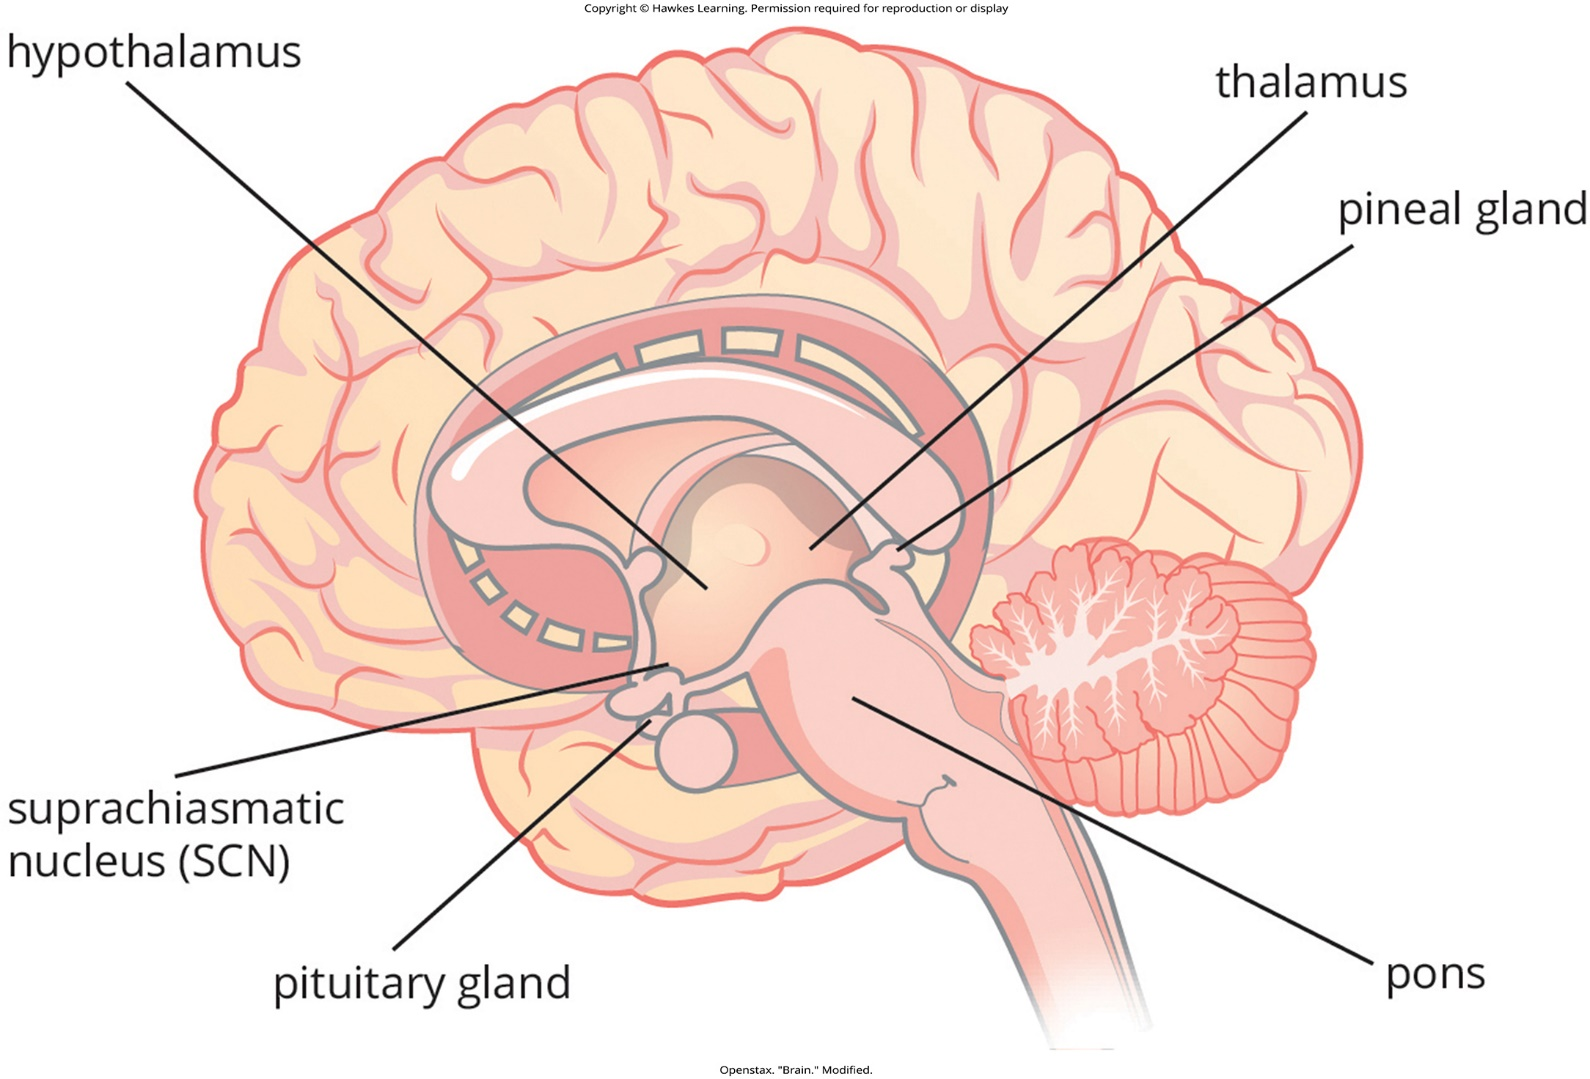 Copyright © Hawkes Learning. Permission required for reproduction or display
hypothalamus
thalamus
pineal gland
suprachiasmatic
nucleus (SCN)
pituitary gland
pons
Openstax. "Brain." Modified.